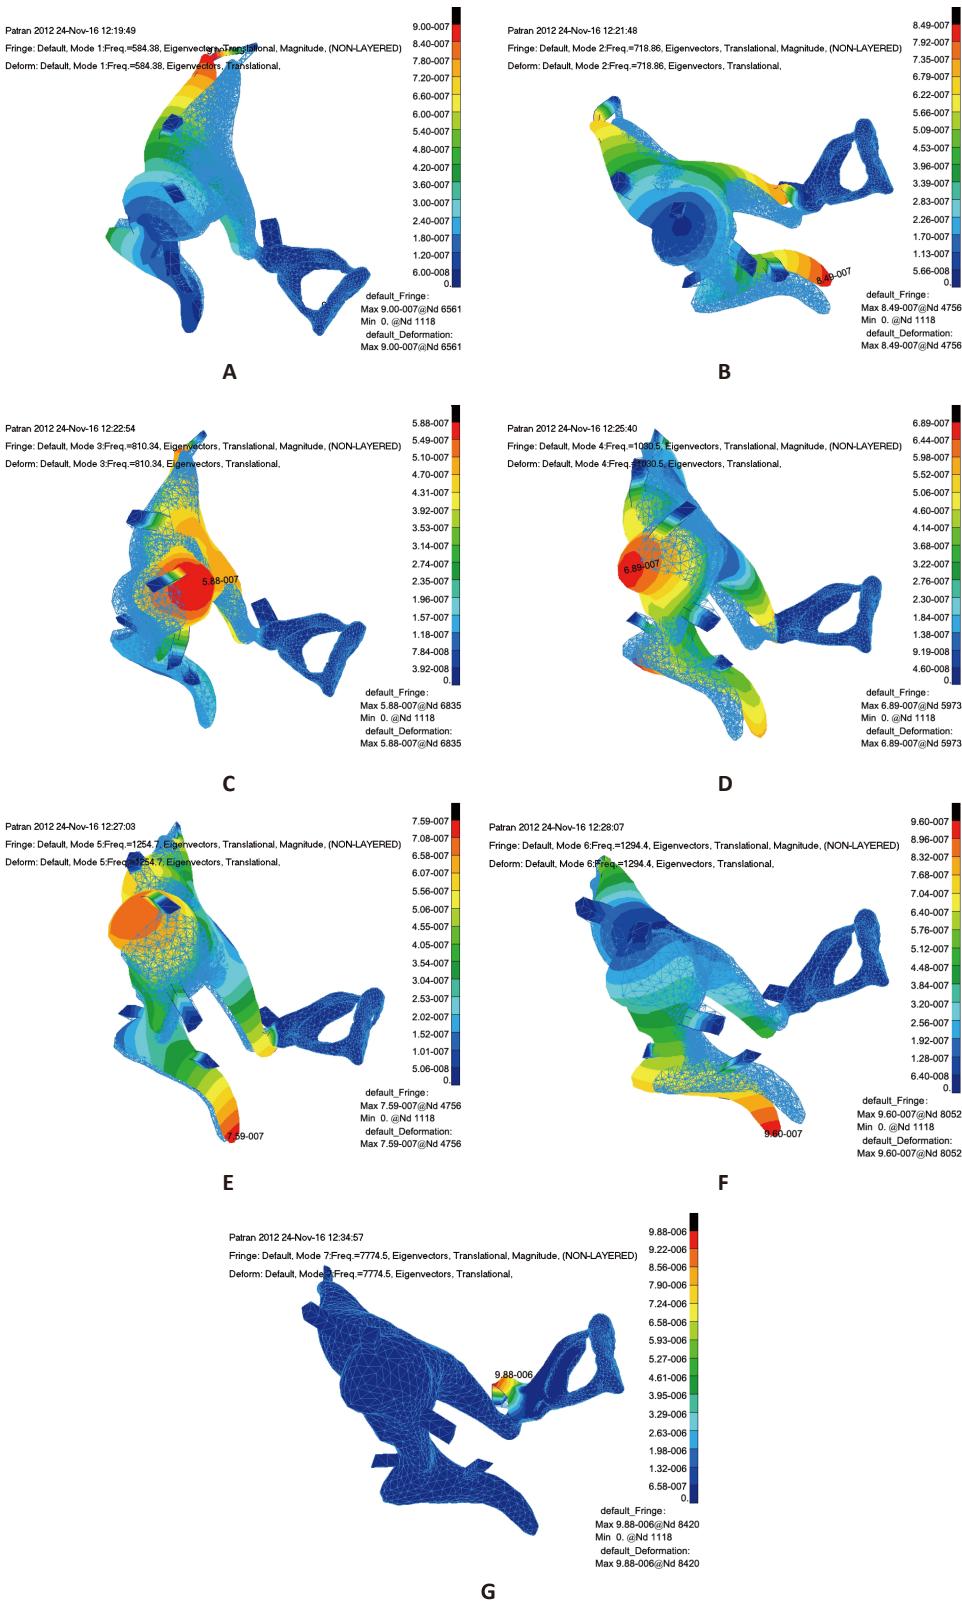 Patran 2012 24-Nov-16 12:19:49
Fringe: Default, Mode 1:Freq.=584.38, Eigenvectors, Translational, Magnitude, (NON-LAYERED)
Deform: Default, Mode 1:Freq.=584.38, Eigenvectors, Translational,
9.00-007
8.40-007
7.80-007
7.20-007
6.60-007
6.00-007
5.40-007
4.80-007
4.20-007
3.60-007
3.00-007
2.40-007
1.80-007
1.20-007
6.00-008
0.
default_Fringe:
Max 9.00-007@Nd 6561
Min 0. @Nd 1118
default_Deformation:
Max 9.00-007@Nd 6561
A
Patran 2012 24-Nov-16 12:21:48
Fringe: Default, Mode 2:Freq.=718.86, Eigenvectors, Translational, Magnitude, (NON-LAYERED)
Deform: Default, Mode 2:Freq.=718.86, Eigenvectors, Translational,
8.49-007
8.49-007
7.92-007
7.35-007
6.79-007
6.22-007
5.66-007
5.09-007
4.53-007
3.96-007
3.39-007
2.83-007
2.26-007
1.70-007
1.13-007
5.66-008
0.
default_Fringe:
Max 8.49-007@Nd 4756
Min 0. @Nd 1118
default_Deformation:
Max 8.49-007@Nd 4756
B
Patran 2012 24-Nov-16 12:22:54
Fringe: Default, Mode 3:Freq.=810.34, Eigenvectors, Translational, Magnitude, (NON-LAYERED)
Deform: Default, Mode 3:Freq.=810.34, Eigenvectors, Translational,
5.88-007
5.88-007
5.49-007
5.10-007
4.70-007
4.31-007
3.92-007
3.53-007
3.14-007
2.74-007
2.35-007
1.96-007
1.57-007
1.18-007
7.84-008
3.92-008
0.
default_Fringe:
Max 5.88-007@Nd 6835
Min 0. @Nd 1118
default_Deformation:
Max 5.88-007@Nd 6835
C
Patran 2012 24-Nov-16 12:25:40
Fringe: Default, Mode 4:Freq.=1030.5, Eigenvectors, Translational, Magnitude, (NON-LAYERED)
Deform: Default, Mode 4:Freq.=1030.5, Eigenvectors, Translational,
6.89-007
6.89-007
6.44-007
5.98-007
5.52-007
5.06-007
4.60-007
4.14-007
3.68-007
3.22-007
2.76-007
2.30-007
1.84-007
1.38-007
9.19-008
4.60-008
0.
default_Fringe:
Max 6.89-007@Nd 5973
Min 0. @Nd 1118
default_Deformation:
Max 6.89-007@Nd 5973
D
Patran 2012 24-Nov-16 12:27:03
Fringe: Default, Mode 5:Freq.=1254.7, Eigenvectors, Translational, Magnitude, (NON-LAYERED)
Deform: Default, Mode 5:Freq.=1254.7, Eigenvectors, Translational,
7.59-007
7.59-007
7.08-007
6.58-007
6.07-007
5.56-007
5.06-007
4.55-007
4.05-007
3.54-007
3.04-007
2.53-007
2.02-007
1.52-007
1.01-007
5.06-008
0.
default_Fringe:
Max 7.59-007@Nd 4756
Min 0. @Nd 1118
default_Deformation:
Max 7.59-007@Nd 4756
E
Patran 2012 24-Nov-16 12:28:07
Fringe: Default, Mode 6:Freq.=1294.4, Eigenvectors, Translational, Magnitude, (NON-LAYERED)
Deform: Default, Mode 6:Freq.=1294.4, Eigenvectors, Translational,
9.60-007
9.60-007
8.96-007
8.32-007
7.68-007
7.04-007
6.40-007
5.76-007
5.12-007
4.48-007
3.84-007
3.20-007
2.56-007
1.92-007
1.28-007
6.40-008
0.
default_Fringe:
Max 9.60-007@Nd 8052
Min 0. @Nd 1118
default_Deformation:
Max 9.60-007@Nd 8052
F
Patran 2012 24-Nov-16 12:34:57
Fringe: Default, Mode 7:Freq.=7774.5, Eigenvectors, Translational, Magnitude, (NON-LAYERED)
Deform: Default, Mode 7:Freq.=7774.5, Eigenvectors, Translational,
9.88-006
9.88-006
9.22-006
8.56-006
7.90-006
7.24-006
6.58-006
5.93-006
5.27-006
4.61-006
3.95-006
3.29-006
2.63-006
1.98-006
1.32-006
6.58-007
0.
default_Fringe:
Max 9.88-006@Nd 8420
Min 0. @Nd 1118
default_Deformation:
Max 9.88-006@Nd 8420
G